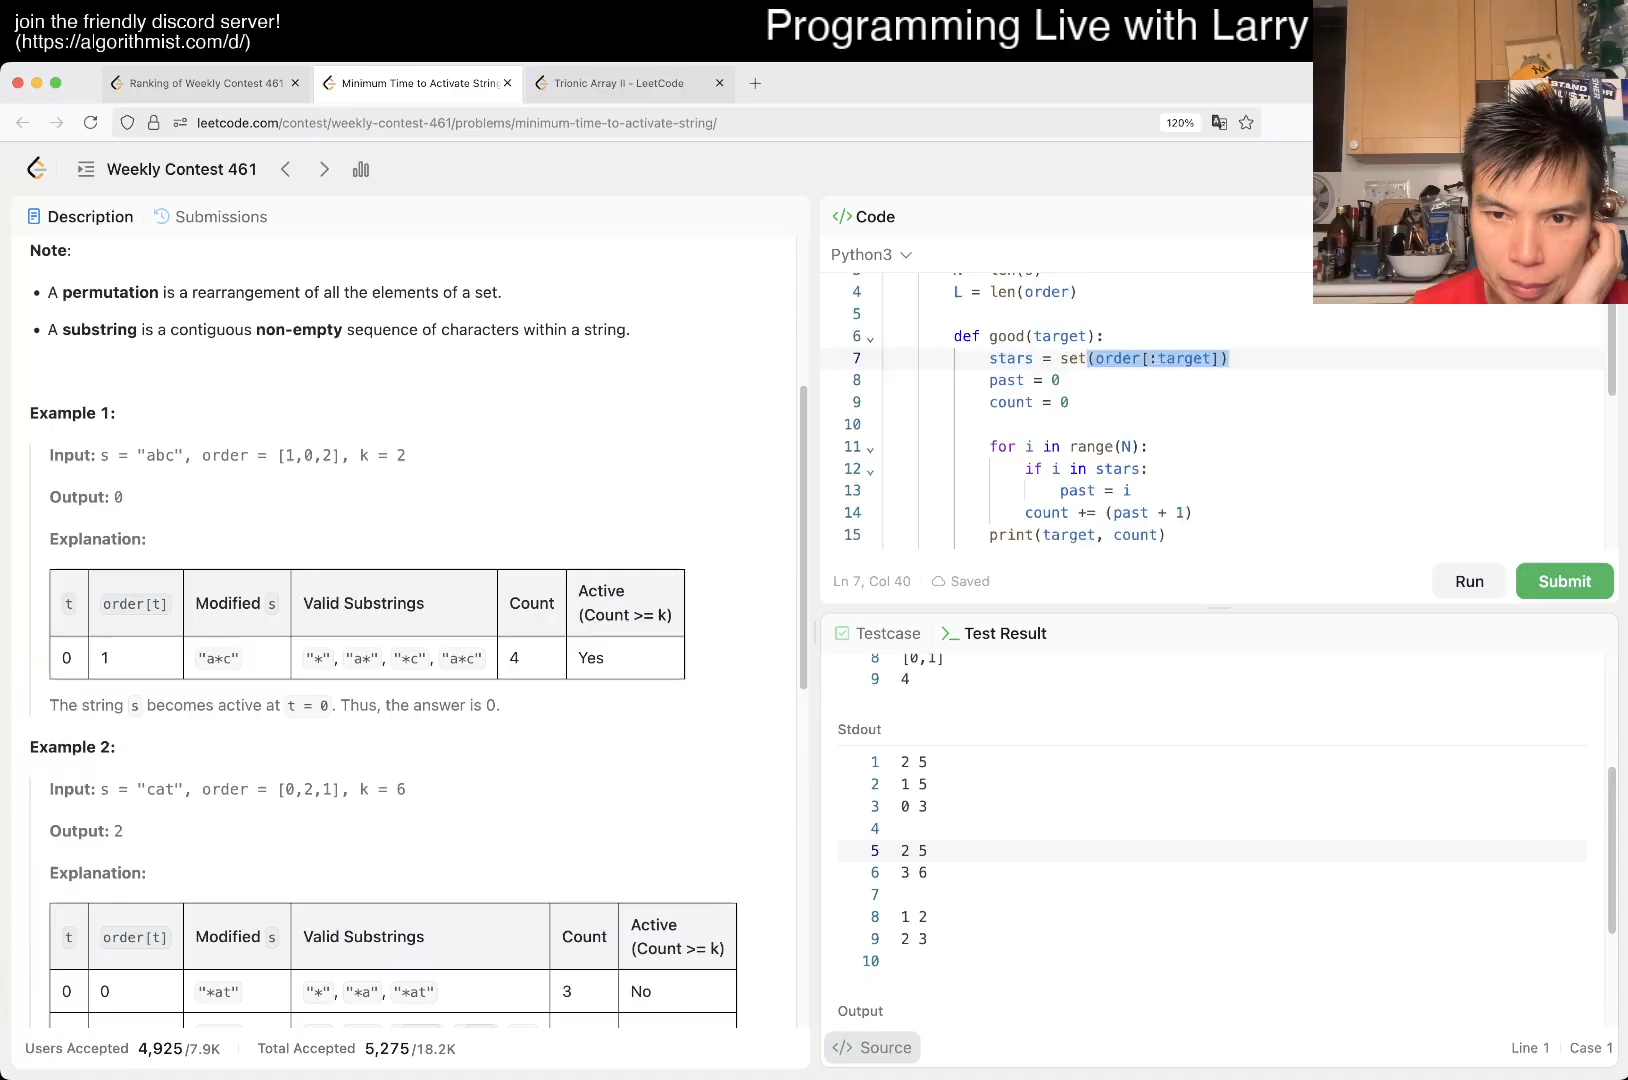 join the friendly discord server!
(https://algorithmist.com/d/)
Programming Live with Larry
Ranking of Weekly Contest 461
Minimum Time to Activate String
Trionic Array II - LeetCode
leetcode.com/contest/weekly-contest-461/problems/minimum-time-to-activate-string/
120%
Weekly Contest 461
Description
Submissions
Note:
• A permutation is a rearrangement of all the elements of a set.
• A substring is a contiguous non-empty sequence of characters within a string.
Example 1:
Input: s = "abc", order = [1,0,2], k = 2
Output: 0
Explanation:
t order[t] Modified s Valid Substrings Count Active (Count >= k)
0 1 "a*c" "*", "a*", "*c", "a*c" 4 Yes
The string s becomes active at t = 0. Thus, the answer is 0.
Example 2:
Input: s = "cat", order = [0,2,1], k = 6
Output: 2
Explanation:
t order[t] Modified s Valid Substrings Count Active (Count >= k)
0 0 "*at" "*", "*a", "*at" 3 No
Users Accepted 4,925/7.9K Total Accepted 5,275/18.2K
</> Code
Python3
4 L = len(order)
5
6 def good(target):
7 stars = set(order[:target])
8 past = 0
9 count = 0
10
11 for i in range(N):
12 if i in stars:
13 past = i
14 count += (past + 1)
15 print(target, count)
Ln 7, Col 40 Saved
Run
Submit
Testcase
Test Result
8 [0,1]
9 4
Stdout
1 2 5
2 1 5
3 0 3
4
5 2 5
6 3 6
7
8 1 2
9 2 3
10
Output
</> Source
Line 1 Case 1